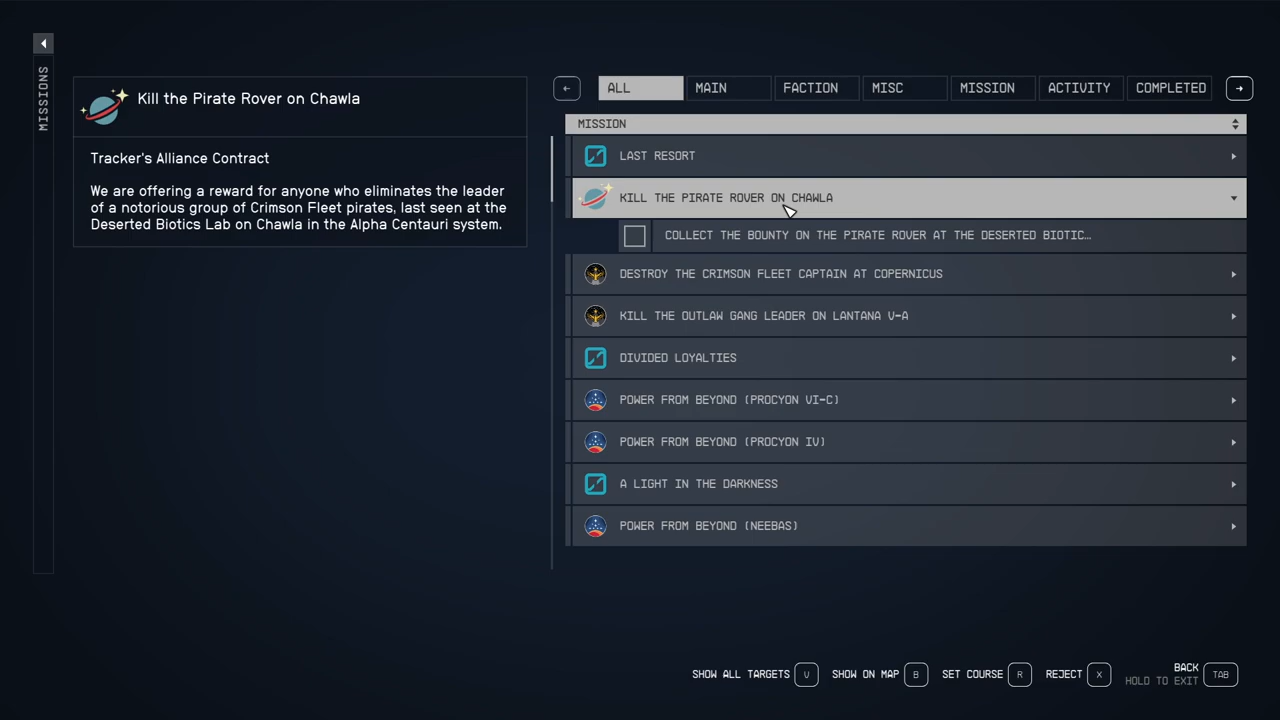 MISSIONS
Kill the Pirate Rover on Chawla
Tracker's Alliance Contract
We are offering a reward for anyone who eliminates the leader
of a notorious group of Crimson Fleet pirates, last seen at the
Deserted Biotics Lab on Chawla in the Alpha Centauri system.
ALL MAIN FACTION MISC MISSION ACTIVITY COMPLETED
MISSION
LAST RESORT
KILL THE PIRATE ROVER ON CHAWLA
COLLECT THE BOUNTY ON THE PIRATE ROVER AT THE DESERTED BIOTIC...
DESTROY THE CRIMSON FLEET CAPTAIN AT COPERNICUS
KILL THE OUTLAW GANG LEADER ON LANTANA V-A
DIVIDED LOYALTIES
POWER FROM BEYOND (PROCYON VI-C)
POWER FROM BEYOND (PROCYON IV)
A LIGHT IN THE DARKNESS
POWER FROM BEYOND (NEEBAS)
SHOW ALL TARGETS V SHOW ON MAP B SET COURSE R REJECT X BACK TAB
HOLD TO EXIT